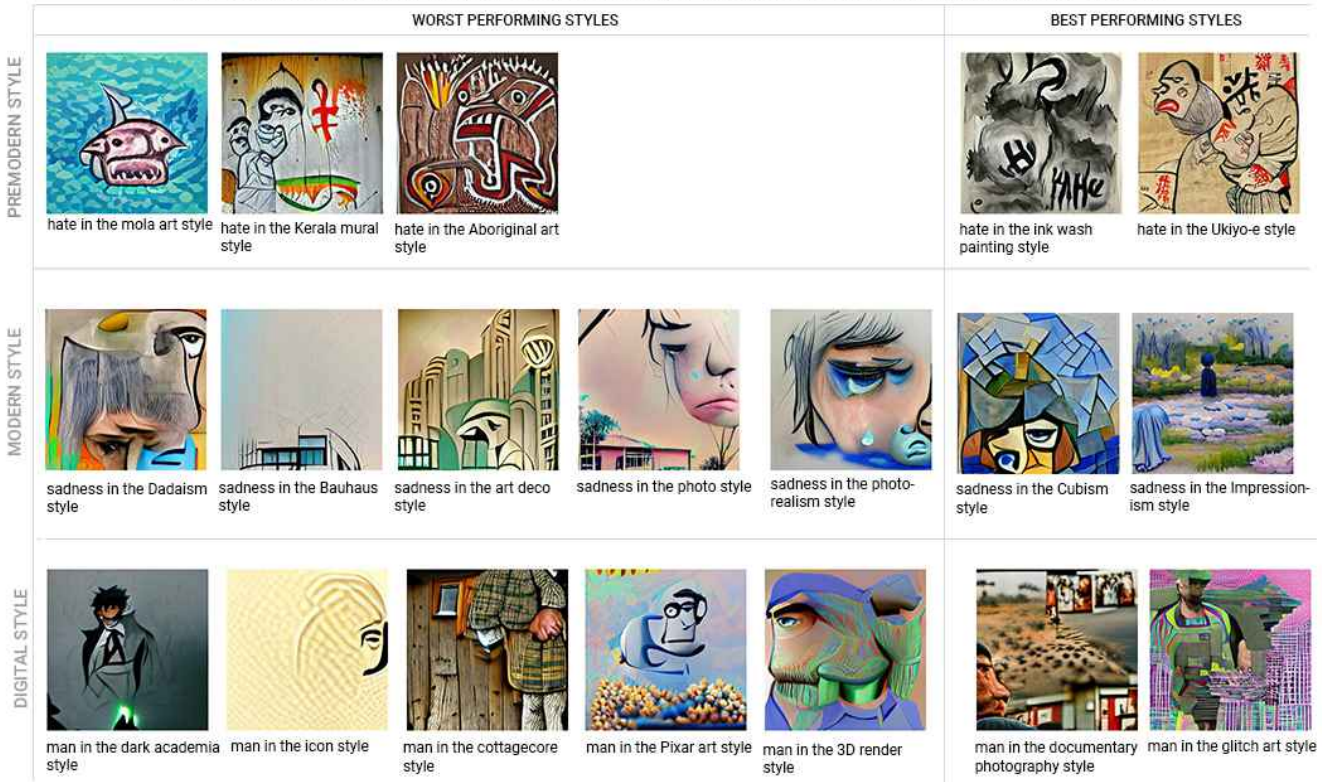 WORST PERFORMING STYLES
BEST PERFORMING STYLES
PREMODERN STYLE
hate in the mola art style
hate in the Kerala mural
style
hate in the Aboriginal art
style
hate in the ink wash
painting style
hate in the Ukiyo-e style
MODERN STYLE
sadness in the Dadaism
style
sadness in the Bauhaus
style
sadness in the art deco
style
sadness in the photo style
sadness in the photo-
realism style
sadness in the Cubism
style
sadness in the Impression-
ism style
DIGITAL STYLE
man in the dark academia
style
man in the icon style
man in the cottagecore
style
man in the Pixar art style
man in the 3D render
style
man in the documentary
photography style
man in the glitch art style